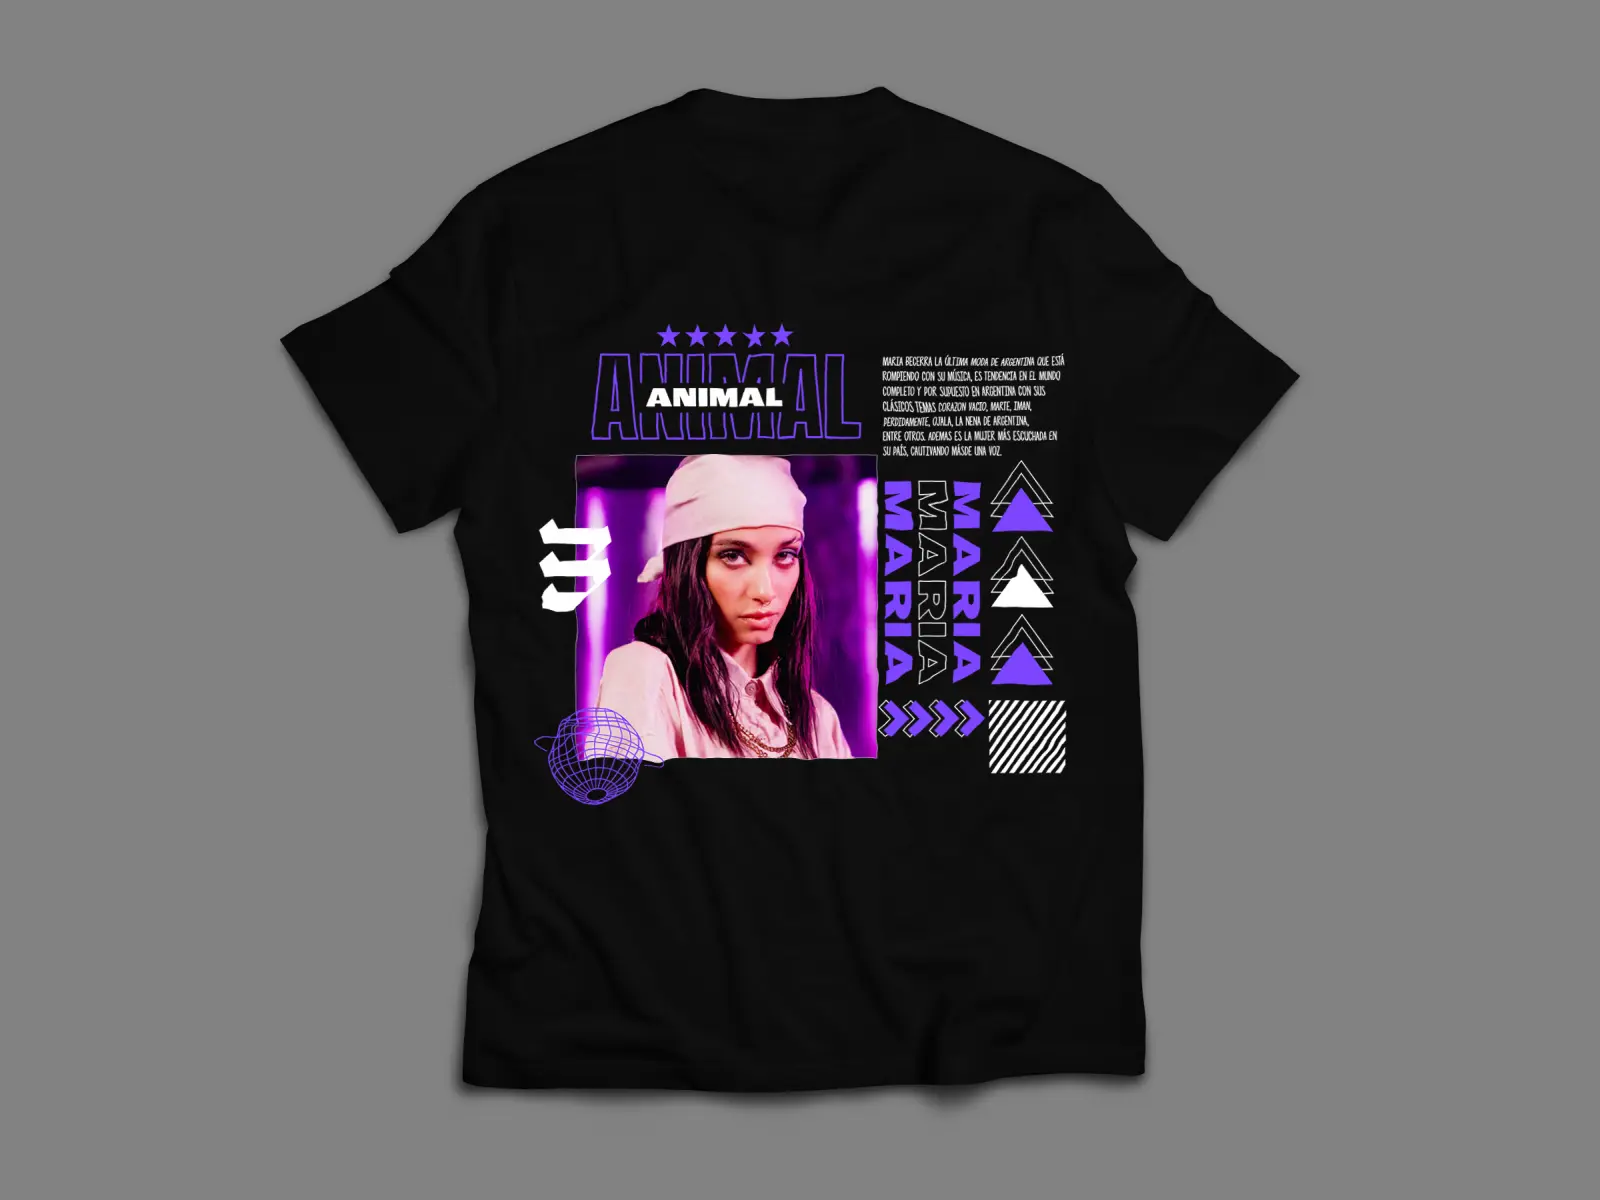 ANIMAL
ANIMAL
MARIA BECERRA LA ÚLTIMA MODA DE ARGENTINA QUE ESTÁ
ROMPIENDO CON SU MÚSICA, ES TENDENCIA EN EL MUNDO
COMPLETO Y POR SUPUESTO EN ARGENTINA CON SUS
CLÁSICOS TEMAS CORAZON VACIO, MARTE, IMAN,
PERDIDAMENTE, OJALA, LA NENA DE ARGENTINA,
ENTRE OTROS. ADEMAS ES LA MUJER MÁS ESCUCHADA EN
SU PAÍS, CAUTIVANDO MÁSDE UNA VOZ.
MARIA
MARIA
MARIA